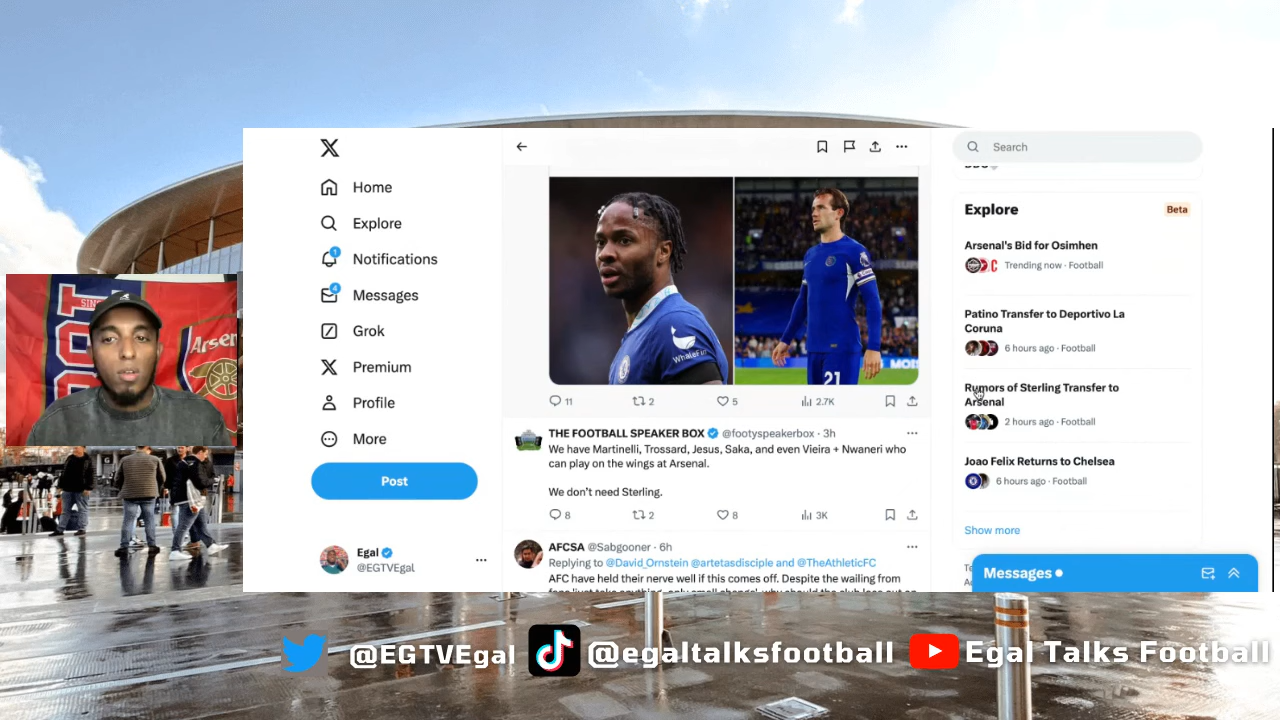 Search
Home
Explore
Notifications
1
Messages
4
Grok
Premium
Profile
More
Post
Egal
@EGTVEgal
WhaleFin
21
11
2
5
2.7K
THE FOOTBALL SPEAKER BOX @footyspeakerbox · 3h
We have Martinelli, Trossard, Jesus, Saka, and even Vieira + Nwaneri who
can play on the wings at Arsenal.
We don't need Sterling.
8
2
8
3K
AFCSA @Sabgooner · 6h
Replying to @David_Ornstein @artetasdisciple and @TheAthleticFC
AFC have held their nerve well if this comes off. Despite the wailing from
Explore
Beta
Arsenal's Bid for Osimhen
Trending now · Football
Patino Transfer to Deportivo La
Coruna
6 hours ago · Football
Rumors of Sterling Transfer to
Arsenal
2 hours ago · Football
Joao Felix Returns to Chelsea
6 hours ago · Football
Show more
Messages
Arsen
@EGTVEgal
@egaltalksfootball
Egal Talks Football